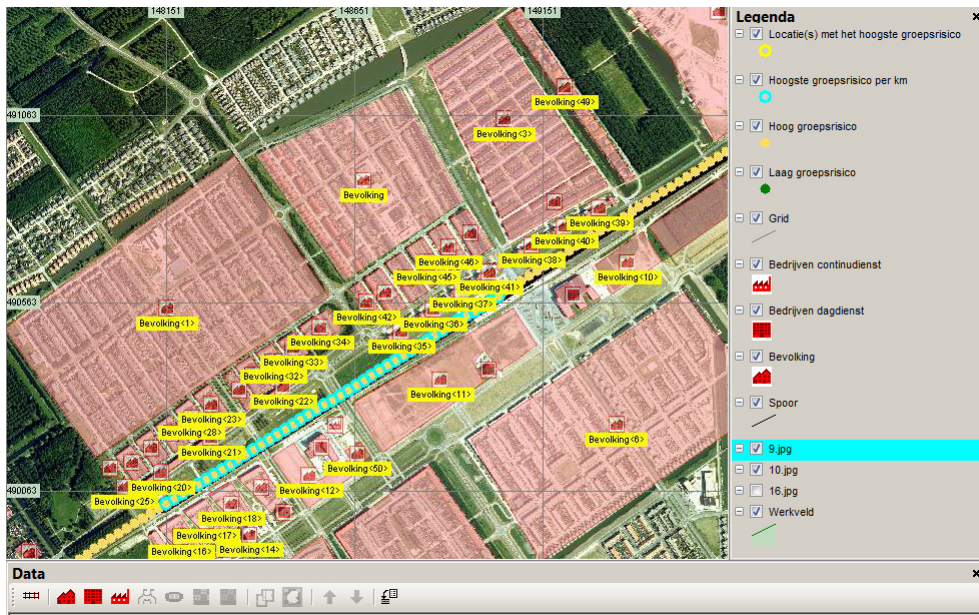 148151
148651
149151
491063
490563
490063
Bevolking<49>
Bevolking<3>
Bevolking
Bevolking<39>
Bevolking<40>
Bevolking<38>
Bevolking<46>
Bevolking<10>
Bevolking<45>
Bevolking<41>
Bevolking<37>
Bevolking<1>
Bevolking<42>
Bevolking<36>
Bevolking<34>
Bevolking<35>
Bevolking<33>
Bevolking<32>
Bevolking<11>
Bevolking<22>
Bevolking<23>
Bevolking<28>
Bevolking<6>
Bevolking<21>
Bevolking<50>
Bevolking<20>
Bevolking<12>
Bevolking<25>
Bevolking<18>
Bevolking<17>
Bevolking<16>
Bevolking<14>
Legenda
Locatie(s) met het hoogste groepsrisico
Hoogste groepsrisico per km
Hoog groepsrisico
Laag groepsrisico
Grid
Bedrijven continudienst
Bedrijven dagdienst
Bevolking
Spoor
9.jpg
10.jpg
16.jpg
Werkveld
Data